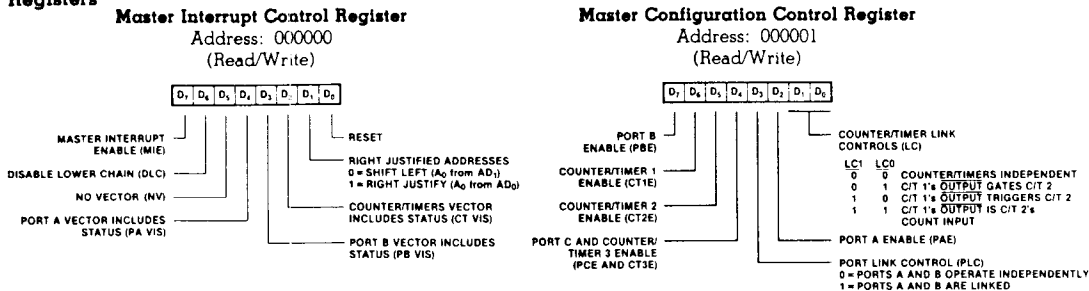 Registers
Master Interrupt Control Register
Address: 000000
(Read/Write)
D7 D6 D5 D4 D3 D2 D1 D0
MASTER INTERRUPT
ENABLE (MIE)
DISABLE LOWER CHAIN (DLC)
NO VECTOR (NV)
PORT A VECTOR INCLUDES
STATUS (PA VIS)
RESET
RIGHT JUSTIFIED ADDRESSES
0 = SHIFT LEFT (A0 from AD1)
1 = RIGHT JUSTIFY (A0 from AD0)
COUNTER/TIMERS VECTOR
INCLUDES STATUS (CT VIS)
PORT B VECTOR INCLUDES
STATUS (PB VIS)
Master Configuration Control Register
Address: 000001
(Read/Write)
D7 D6 D5 D4 D3 D2 D1 D0
PORT B
ENABLE (PBE)
COUNTER/TIMER 1
ENABLE (CT1E)
COUNTER/TIMER 2
ENABLE (CT2E)
PORT C AND COUNTER/
TIMER 3 ENABLE
(PCE AND CT3E)
COUNTER/TIMER LINK
CONTROLS (LC)
LC1 LC0
0 0 COUNTER/TIMERS INDEPENDENT
0 1 C/T 1's OUTPUT GATES C/T 2
1 0 C/T 1's OUTPUT TRIGGERS C/T 2
1 1 C/T 1's OUTPUT IS C/T 2's
COUNT INPUT
PORT A ENABLE (PAE)
PORT LINK CONTROL (PLC)
0 = PORTS A AND B OPERATE INDEPENDENTLY
1 = PORTS A AND B ARE LINKED